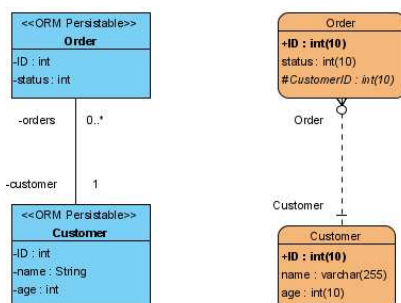 <<ORM Persistable>>
Order
-ID : int
-status : int
-orders 0..*
-customer 1
<<ORM Persistable>>
Customer
-ID : int
-name : String
-age : int
Order
+ID : int(10)
status : int(10)
#CustomerID : int(10)
Order
Customer
Customer
+ID : int(10)
name : varchar(255)
age : int(10)